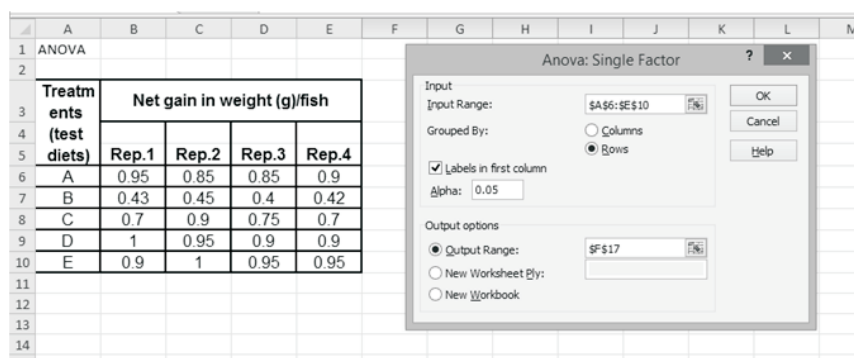 A B C D E F G H I J K L
1 ANOVA
2
3 Treatm
ents
4 (test
5 diets)
Net gain in weight (g)/fish
Rep.1 Rep.2 Rep.3 Rep.4
6 A 0.95 0.85 0.85 0.9
7 B 0.43 0.45 0.4 0.42
8 C 0.7 0.9 0.75 0.7
9 D 1 0.95 0.9 0.9
10 E 0.9 1 0.95 0.95
11
12
13
14
Anova: Single Factor ? ×
Input
Input Range: $A$6:$E$10
Grouped By: Columns
Rows
Labels in first column
Alpha: 0.05
Output options
Output Range: $F$17
New Worksheet Ply:
New Workbook
OK
Cancel
Help